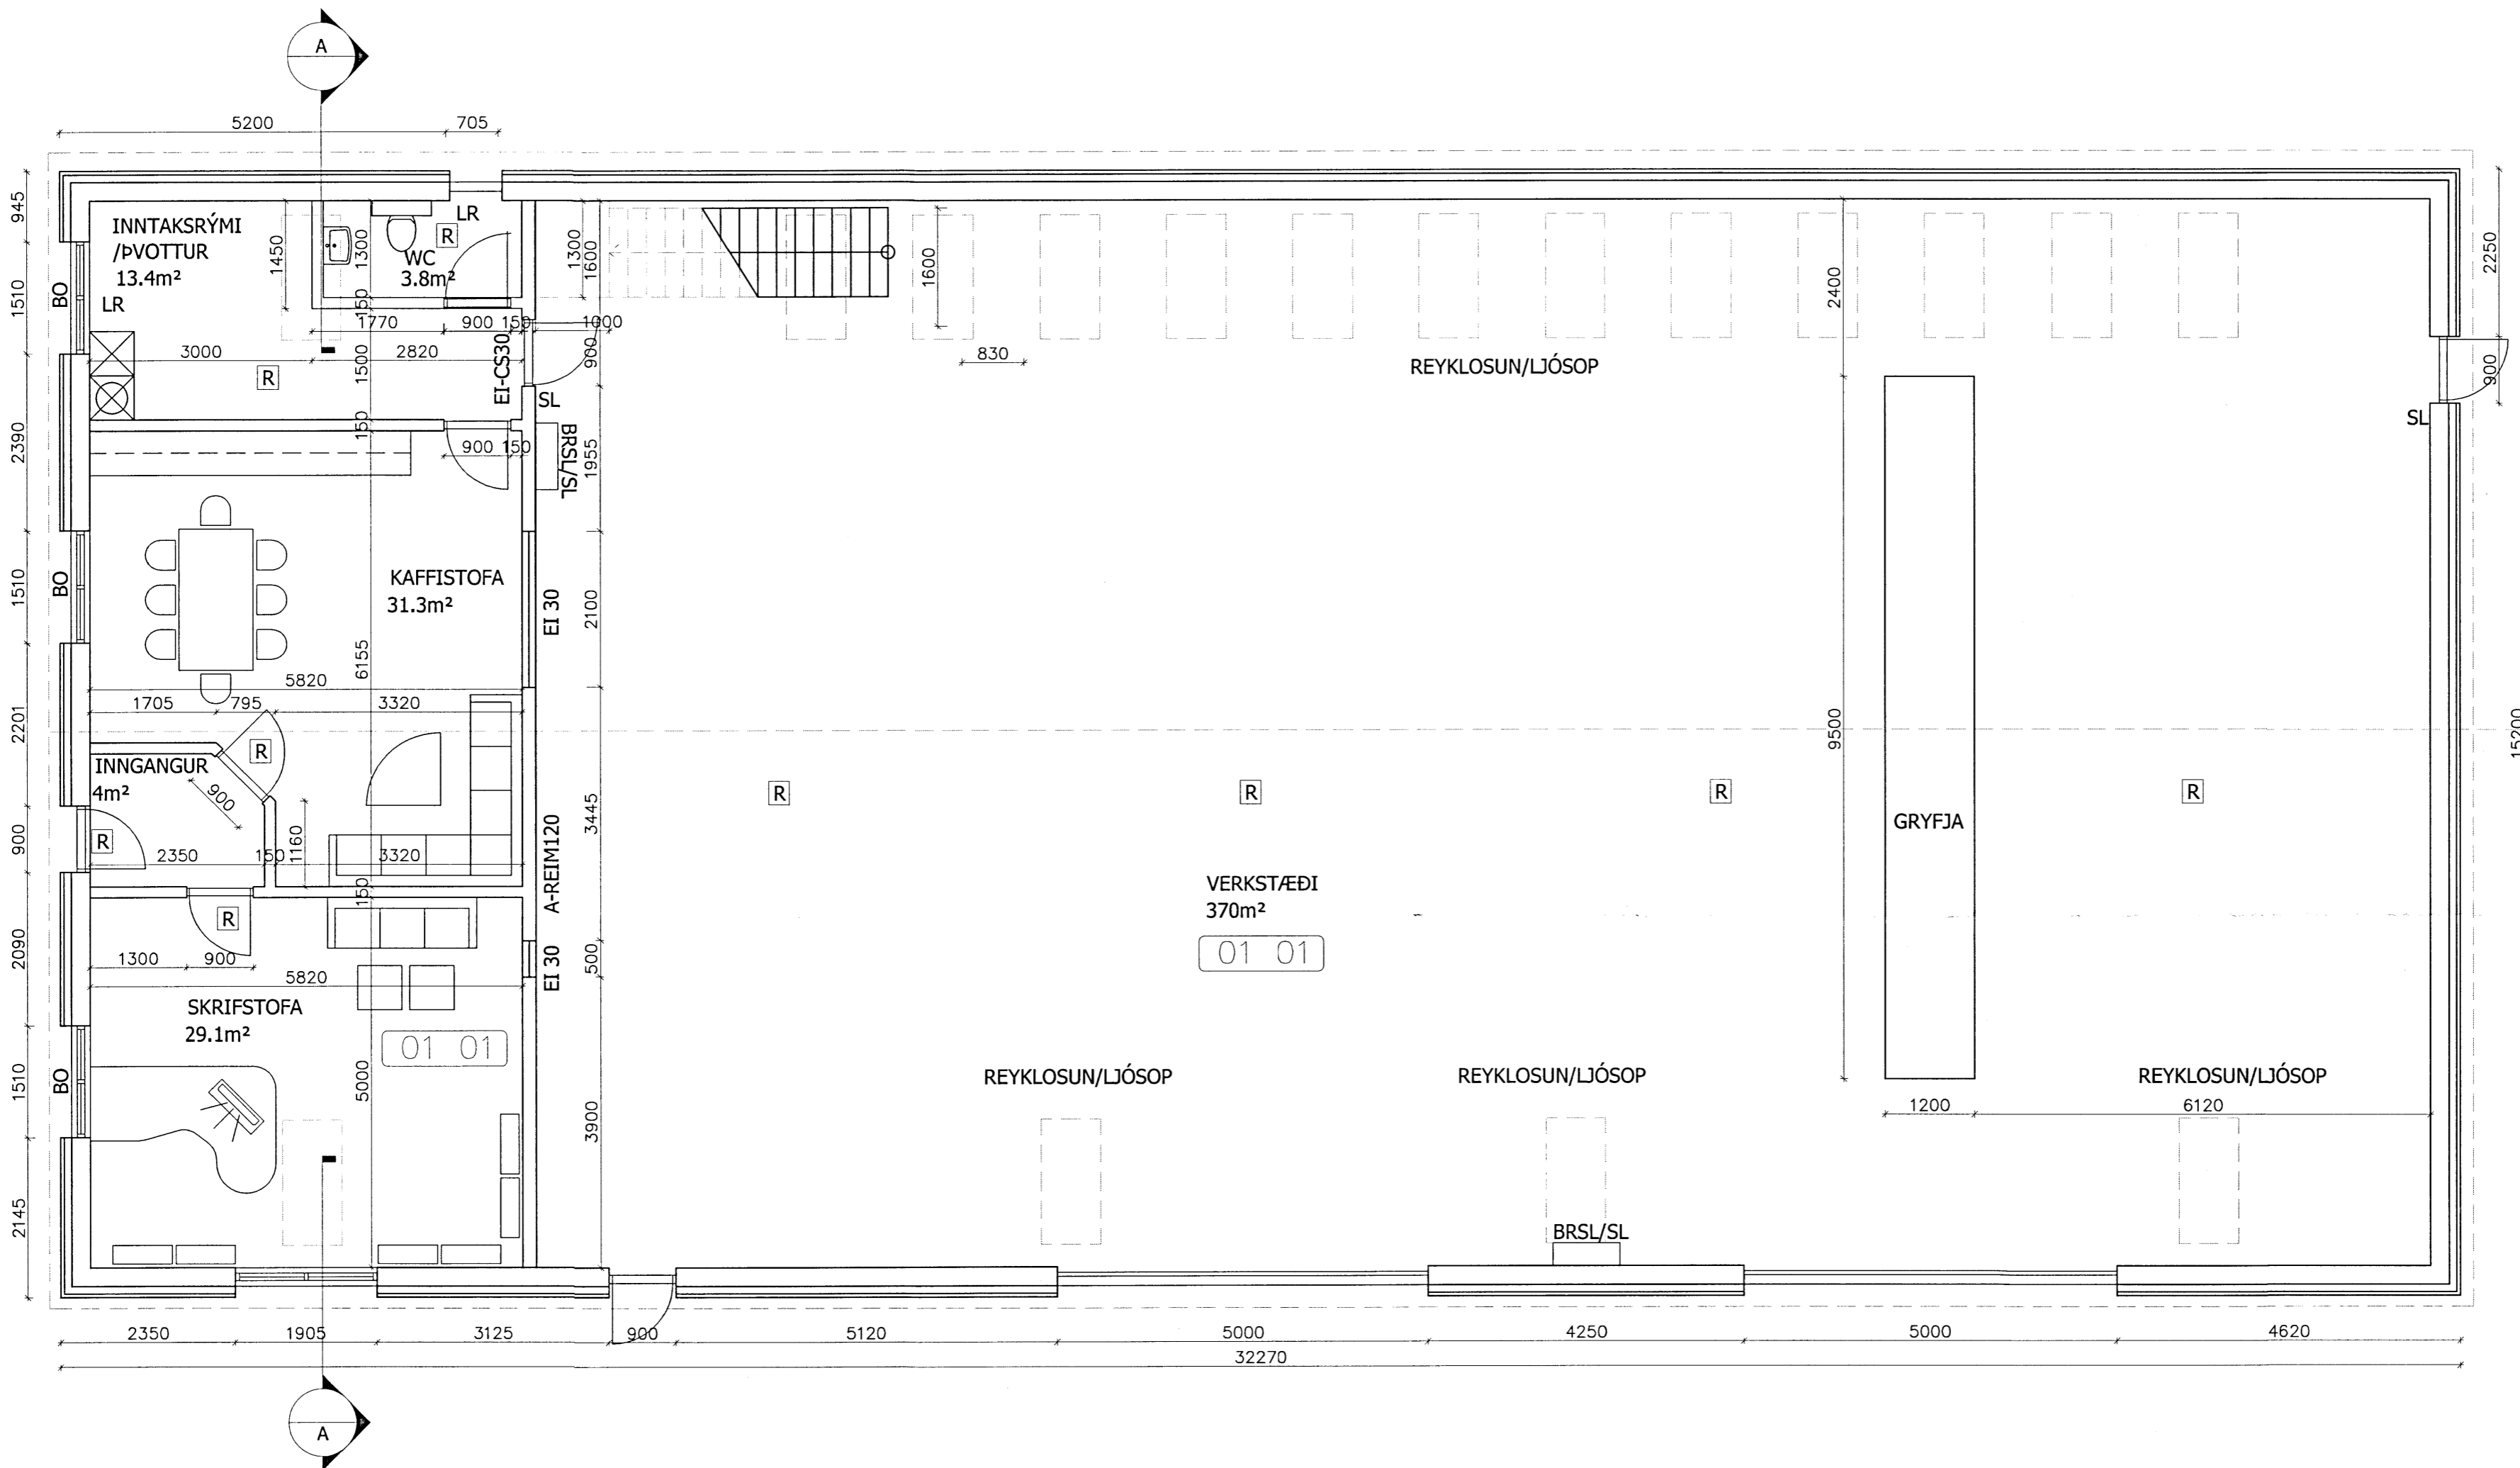 A
5200
705
945
1510
2390
1510
2201
900
2090
1510
2145
BO
BO
BO
INNTAKSRÝMI
/ÞVOTTUR
13.4m²
LR
1450
1300
WC
3.8m²
LR
R
150
1770
900
150
3000
2820
R
1500
150
EI-CS30
SL
1300
1600
1000
900
BRSL/SL
1955
900
150
KAFFISTOFA
31.3m²
EI 30
2100
6155
5820
1705
795
3320
R
INNGANGUR
4m²
900
R
1160
2350
150
3320
150
A-REIM120
3445
R
1300
900
5820
EI 30
500
SKRIFSTOFA
29.1m²
01 01
5000
3900
1600
830
REYKLOSUN/LJÓSOP
2400
9500
GRYFJA
R
R
R
R
VERKSTÆÐI
370m²
01 01
REYKLOSUN/LJÓSOP
REYKLOSUN/LJÓSOP
REYKLOSUN/LJÓSOP
1200
6120
BRSL/SL
SL
2250
900
15200
2350
1905
3125
900
5120
5000
4250
5000
4620
32270
A